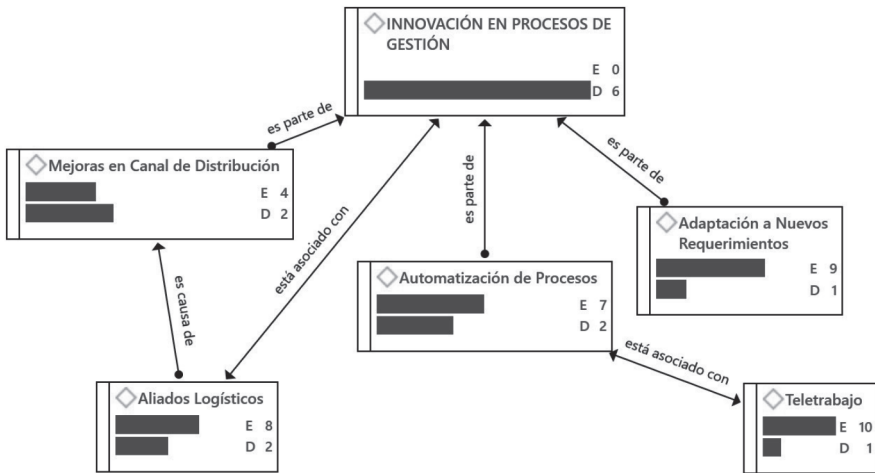 INNOVACIÓN EN PROCESOS DE
GESTIÓN
E 0
D 6
es parte de
Mejoras en Canal de Distribución
E 4
D 2
está asociado con
es parte de
es parte de
Adaptación a Nuevos
Requerimientos
E 9
D 1
Automatización de Procesos
E 7
D 2
es causa de
está asociado con
Aliados Logísticos
E 8
D 2
Teletrabajo
E 10
D 1